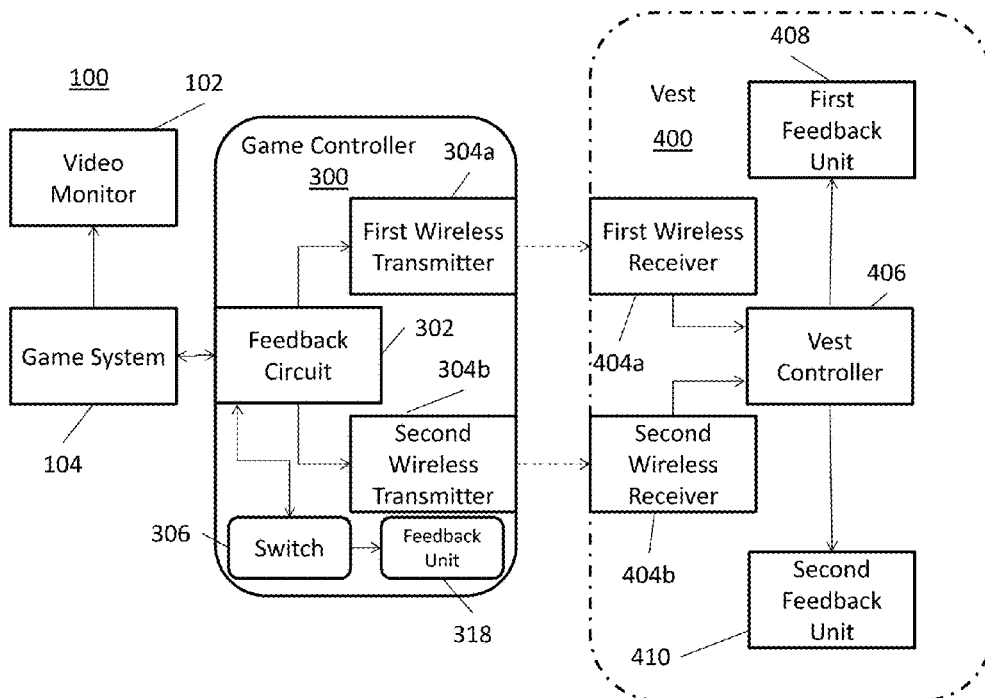 100
102
Video
Monitor
Game System
104
Game Controller
300
304a
First Wireless
Transmitter
302
Feedback
Circuit
304b
Second
Wireless
Transmitter
306
Switch
Feedback
Unit
318
Vest
400
408
First
Feedback
Unit
First Wireless
Receiver
404a
406
Vest
Controller
Second
Wireless
Receiver
404b
Second
Feedback
Unit
410